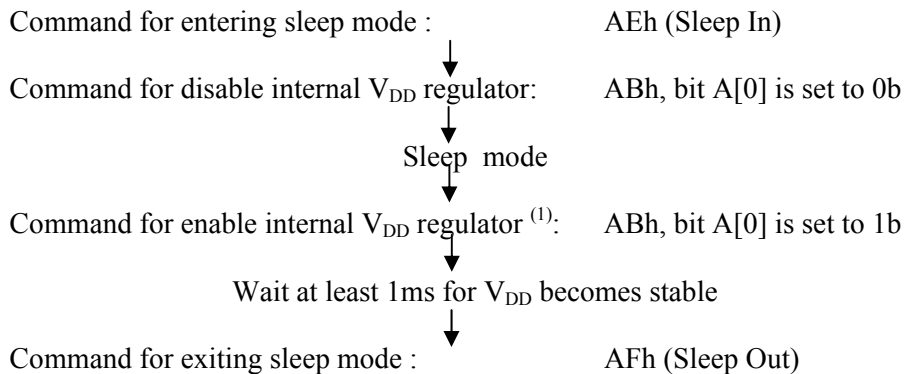 Command for entering sleep mode : AEh (Sleep In)
Command for disable internal VDD regulator: ABh, bit A[0] is set to 0b
Sleep mode
Command for enable internal VDD regulator (1): ABh, bit A[0] is set to 1b
Wait at least 1ms for VDD becomes stable
Command for exiting sleep mode : AFh (Sleep Out)